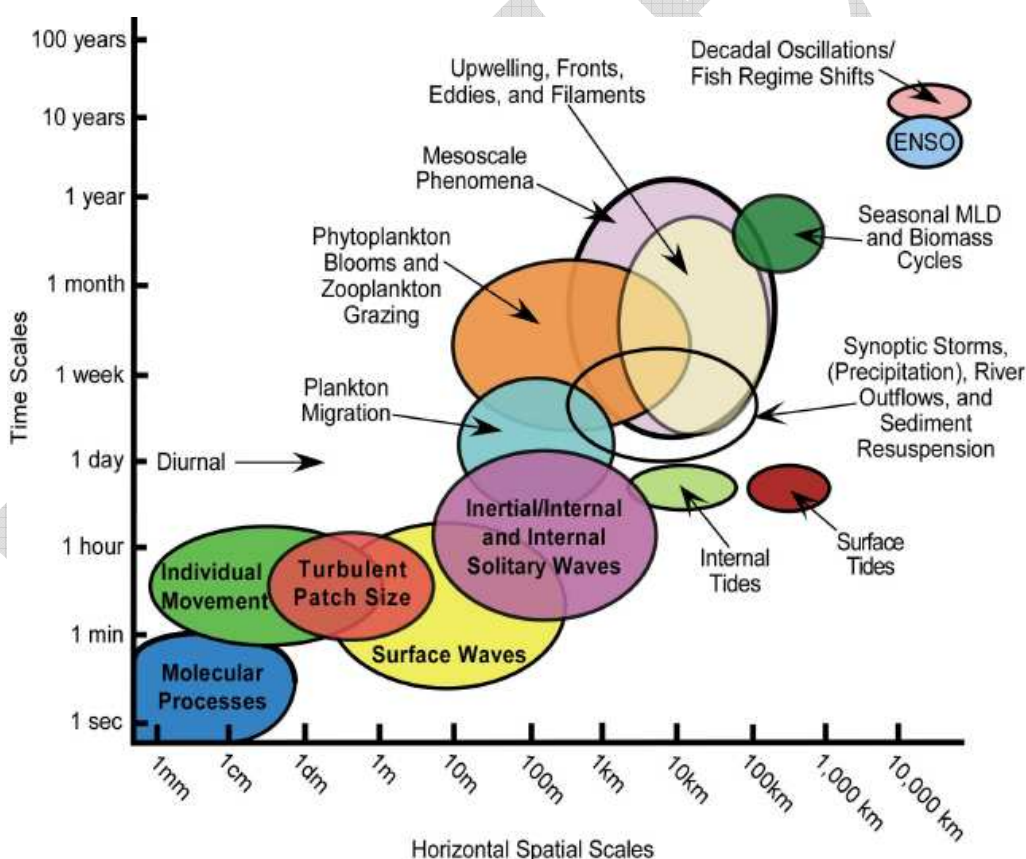 100 years
10 years
1 year
1 month
1 week
1 day
1 hour
1 min
1 sec
Time Scales
Decadal Oscillations/
Fish Regime Shifts
ENSO
Upwelling, Fronts,
Eddies, and Filaments
Mesoscale
Phenomena
Seasonal MLD
and Biomass
Cycles
Phytoplankton
Blooms and
Zooplankton
Grazing
Synoptic Storms,
(Precipitation), River
Outflows, and
Sediment
Resuspension
Plankton
Migration
Diurnal
Inertial/Internal
and Internal
Solitary Waves
Internal
Tides
Surface
Tides
Individual
Movement
Turbulent
Patch Size
Surface Waves
Molecular
Processes
1mm
1cm
1dm
1m
10m
100m
1km
10km
100km
1,000 km
10,000 km
Horizontal Spatial Scales